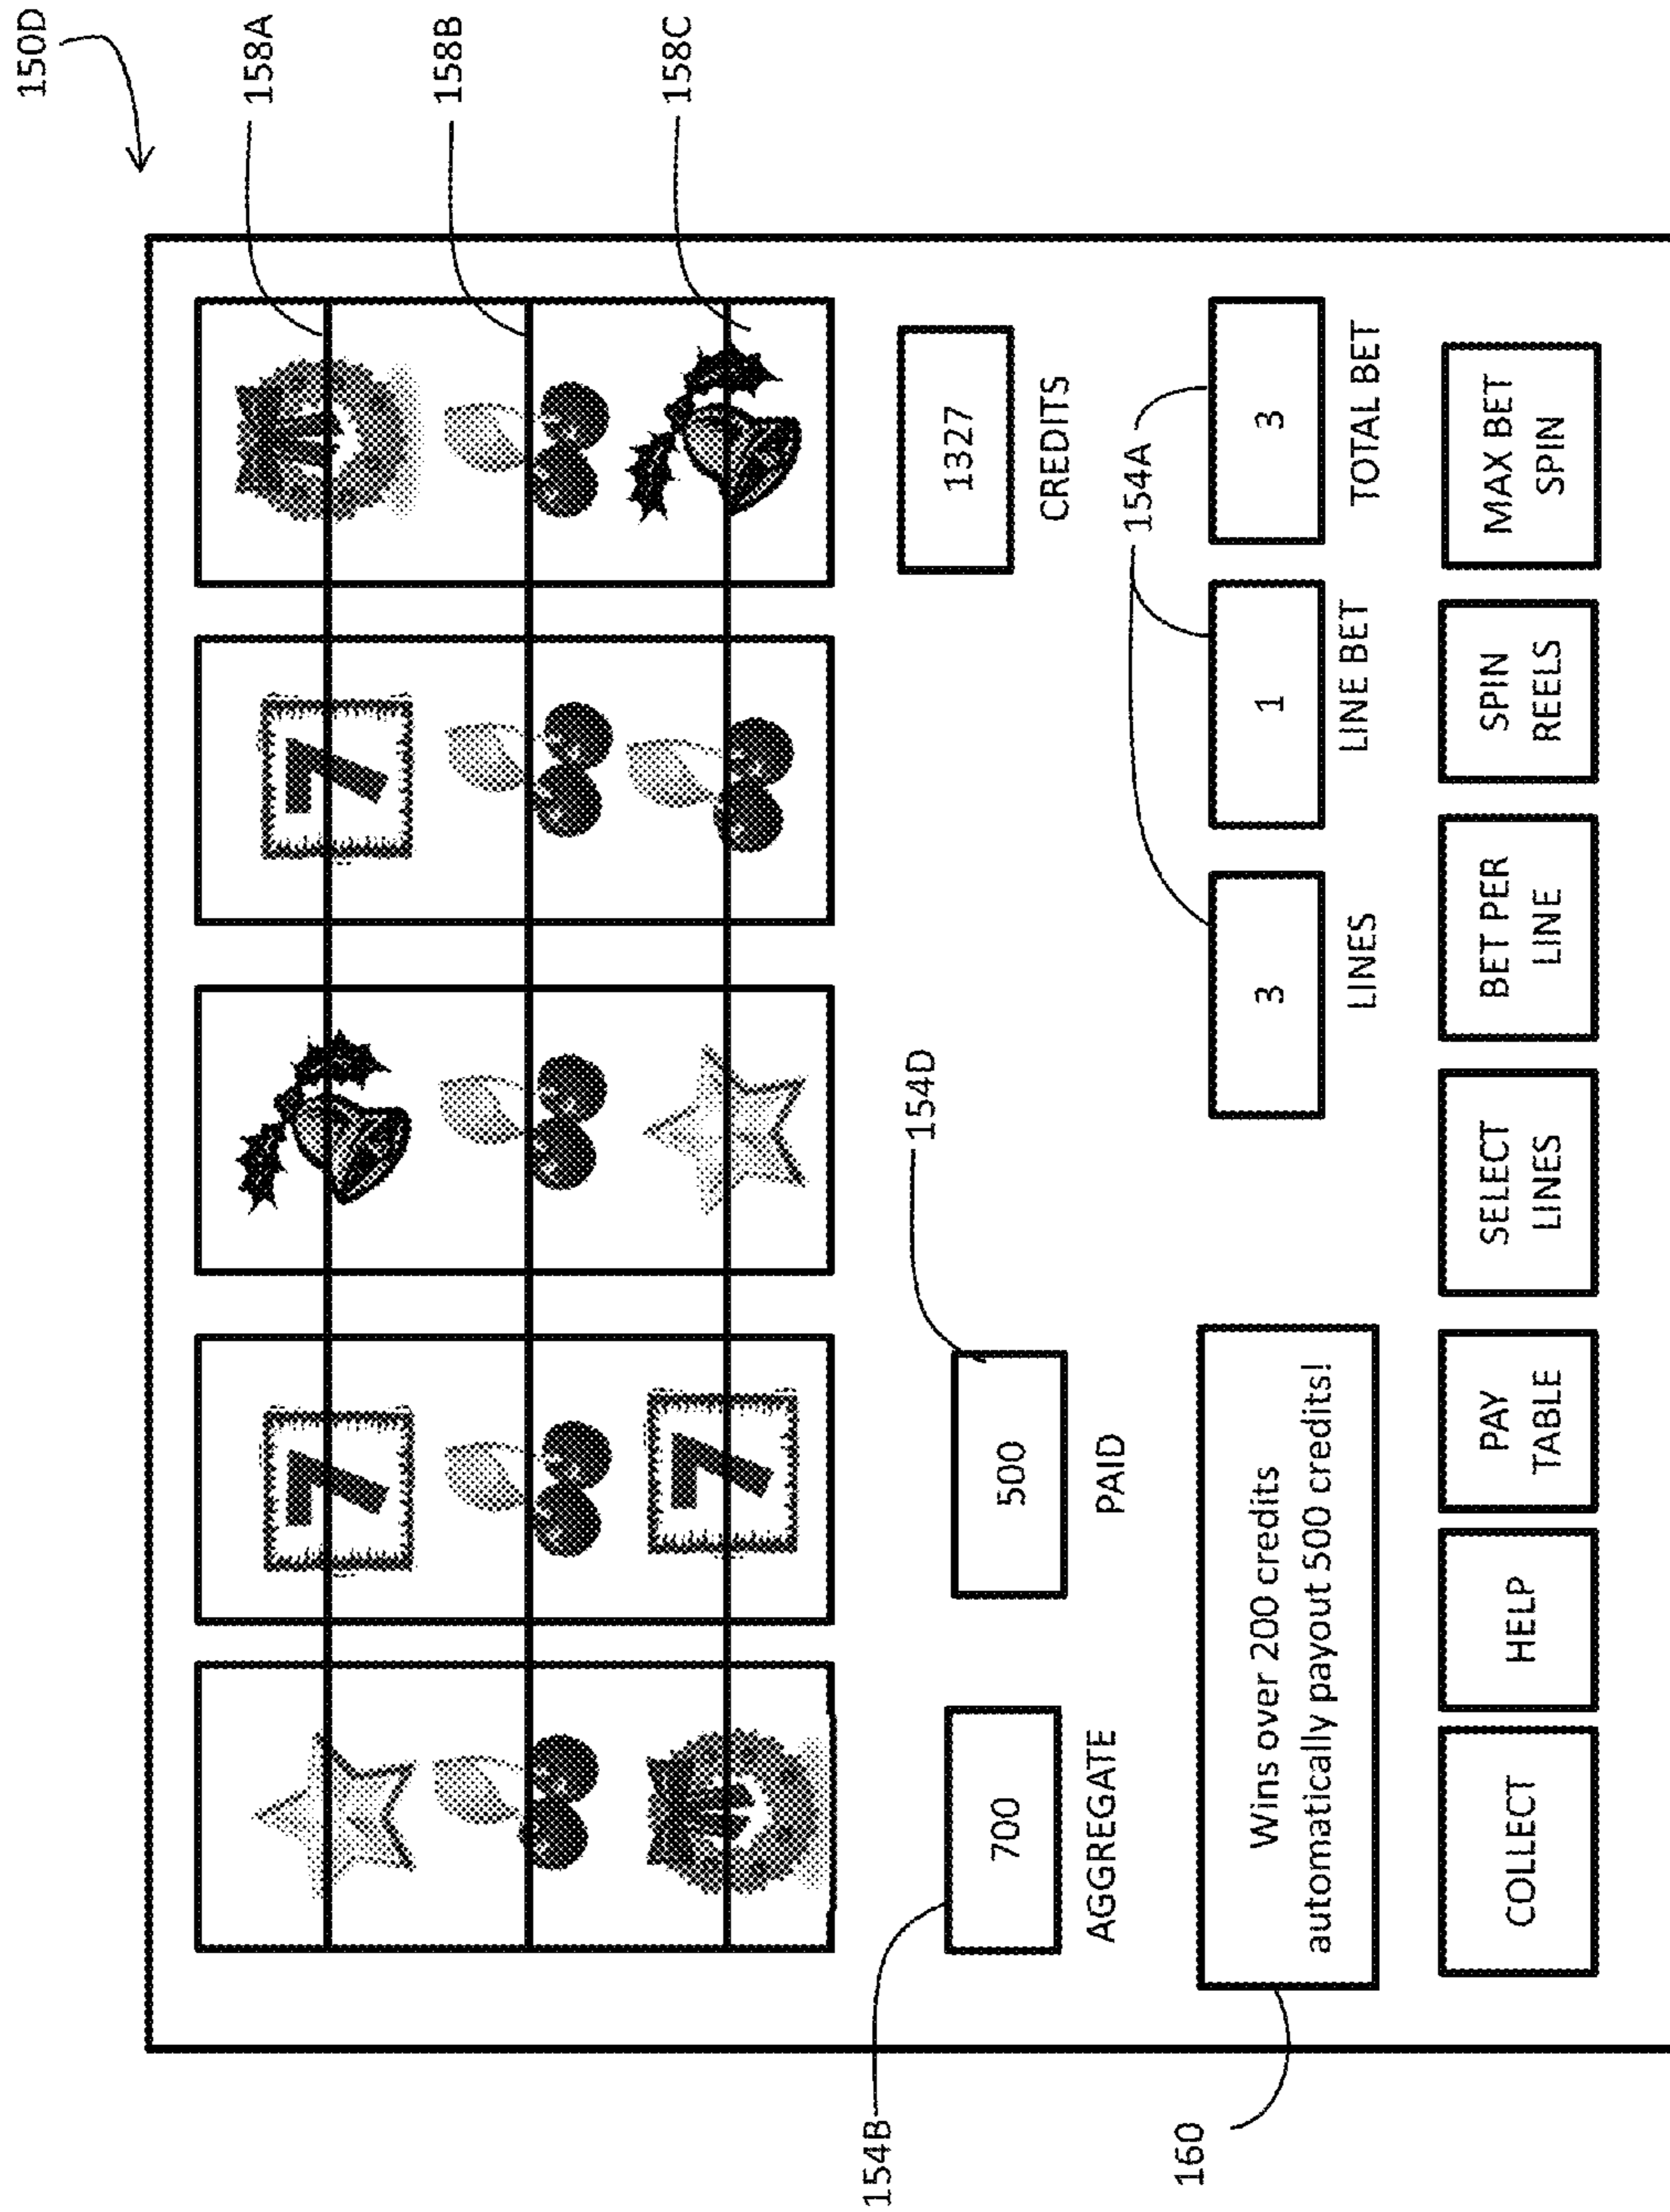 150D
158A
158B
158C
7
7
7
154B
154D
700
500
1327
AGGREGATE
PAID
CREDITS
154A
160
Wins over 200 credits
automatically payout 500 credits!
3
1
3
LINES
LINE BET
TOTAL BET
COLLECT
HELP
PAY
TABLE
SELECT
LINES
BET PER
LINE
SPIN
REELS
MAX BET
SPIN